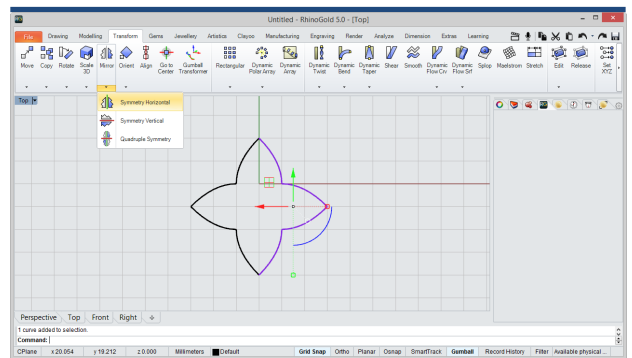 Untitled - RhinoGold 5.0 - [Top]
File Drawing Modelling Transform Gems Jewellery Artistics Clayoo Manufacturing Engraving Render Analyze Dimension Extras Learning
Move Copy Rotate Scale 3D Mirror Orient Align Go to Center Gumball Transformer Rectangular Dynamic Polar Array Dynamic Array Dynamic Twist Dynamic Bend Dynamic Taper Shear Smooth Dynamic Flow Crv Dynamic Flow Srf Splop Maelstrom Stretch Edit Release Set XYZ
Top
Symmetry Horizontal
Symmetry Vertical
Quadruple Symmetry
Perspective Top Front Right
1 curve added to selection.
Command:
CPlane x 20.054 y 19.212 z 0.000 Millimeters Default Grid Snap Ortho Planar Osnap SmartTrack Gumball Record History Filter Available physical ...